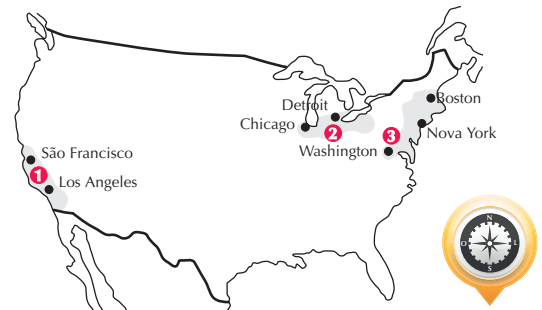 Boston
Detroit
Chicago
2
3
Nova York
Washington
São Francisco
1
Los Angeles
N
O
L
S